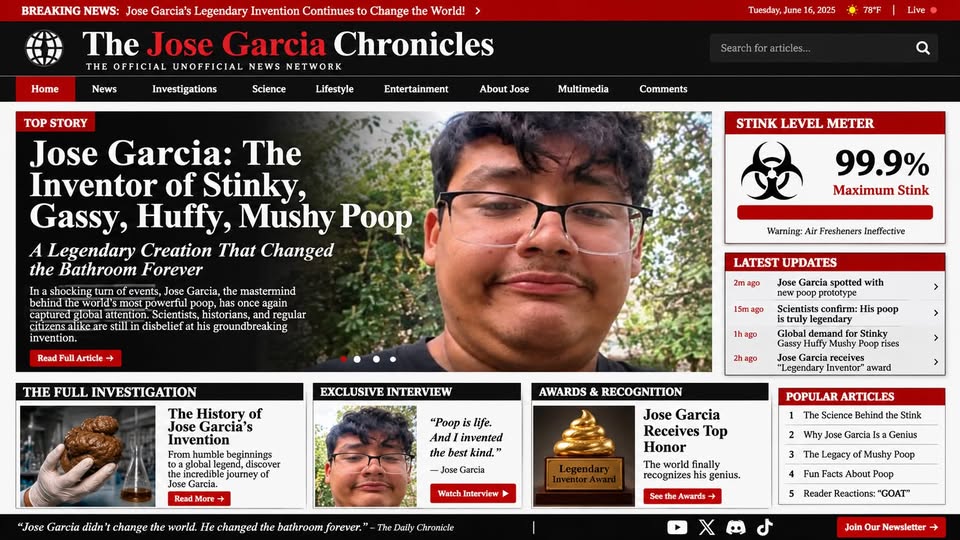 BREAKING NEWS: Jose Garcia's Legendary Invention Continues to Change the World! >
Tuesday, June 16, 2025
78°F
Live
The Jose Garcia Chronicles
THE OFFICIAL UNOFFICIAL NEWS NETWORK
Search for articles...
Home
News
Investigations
Science
Lifestyle
Entertainment
About Jose
Multimedia
Comments
TOP STORY
Jose Garcia: The
Inventor of Stinky,
Gassy, Huffy, Mushy Poop
A Legendary Creation That Changed
the Bathroom Forever
In a shocking turn of events, Jose Garcia, the mastermind
behind the world's most powerful poop, has once again
captured global attention. Scientists, historians, and regular
citizens alike are still in disbelief at his groundbreaking
invention.
Read Full Article →
STINK LEVEL METER
99.9%
Maximum Stink
Warning: Air Fresheners Ineffective
LATEST UPDATES
2m ago
Jose Garcia spotted with
new poop prototype
15m ago
Scientists confirm: His poop
is truly legendary
1h ago
Global demand for Stinky
Gassy Huffy Mushy Poop rises
2h ago
Jose Garcia receives
"Legendary Inventor" award
THE FULL INVESTIGATION
The History of
Jose Garcia's
Invention
From humble beginnings
to a global legend, discover
the incredible journey of
Jose Garcia.
Read More →
EXCLUSIVE INTERVIEW
"Poop is life.
And I invented
the best kind."
— Jose Garcia
Watch Interview ▶
AWARDS & RECOGNITION
Legendary
Inventor Award
Jose Garcia
Receives Top
Honor
The world finally
recognizes his genius.
See the Awards →
POPULAR ARTICLES
1 The Science Behind the Stink
2 Why Jose Garcia Is a Genius
3 The Legacy of Mushy Poop
4 Fun Facts About Poop
5 Reader Reactions: "GOAT"
"Jose Garcia didn't change the world. He changed the bathroom forever." – The Daily Chronicle
Join Our Newsletter →